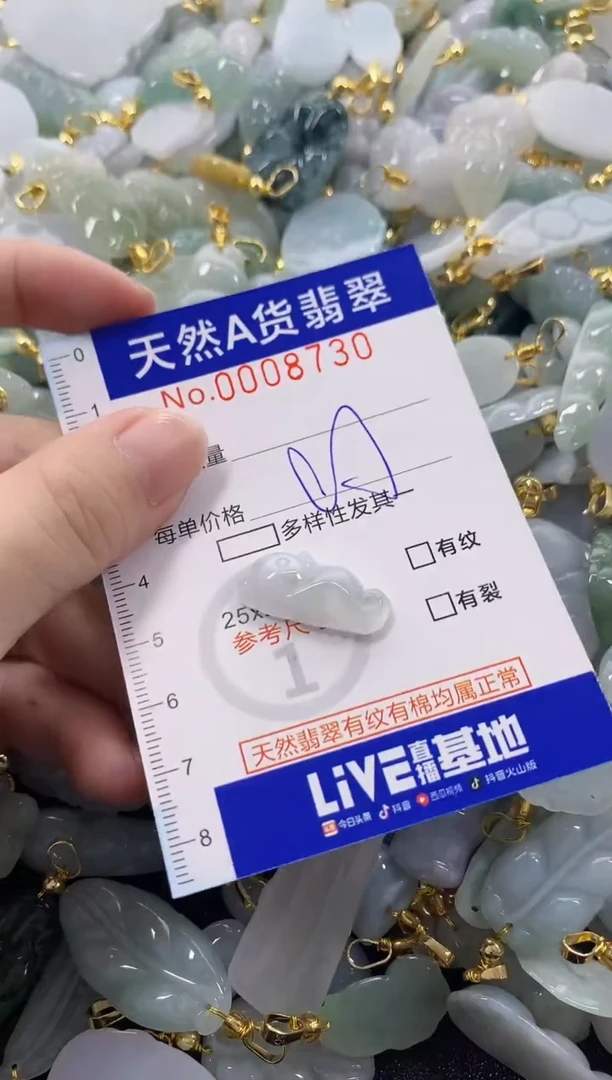 天然A货翡翠
No.0008730
0
1
量
每单价格
多样性发其一
4
有纹
25x
5
有裂
参考尺
1
6
天然翡翠有纹有棉均属正常
7
LiVE直播基地
8
今日头条 抖音 西瓜视频 抖音火山版